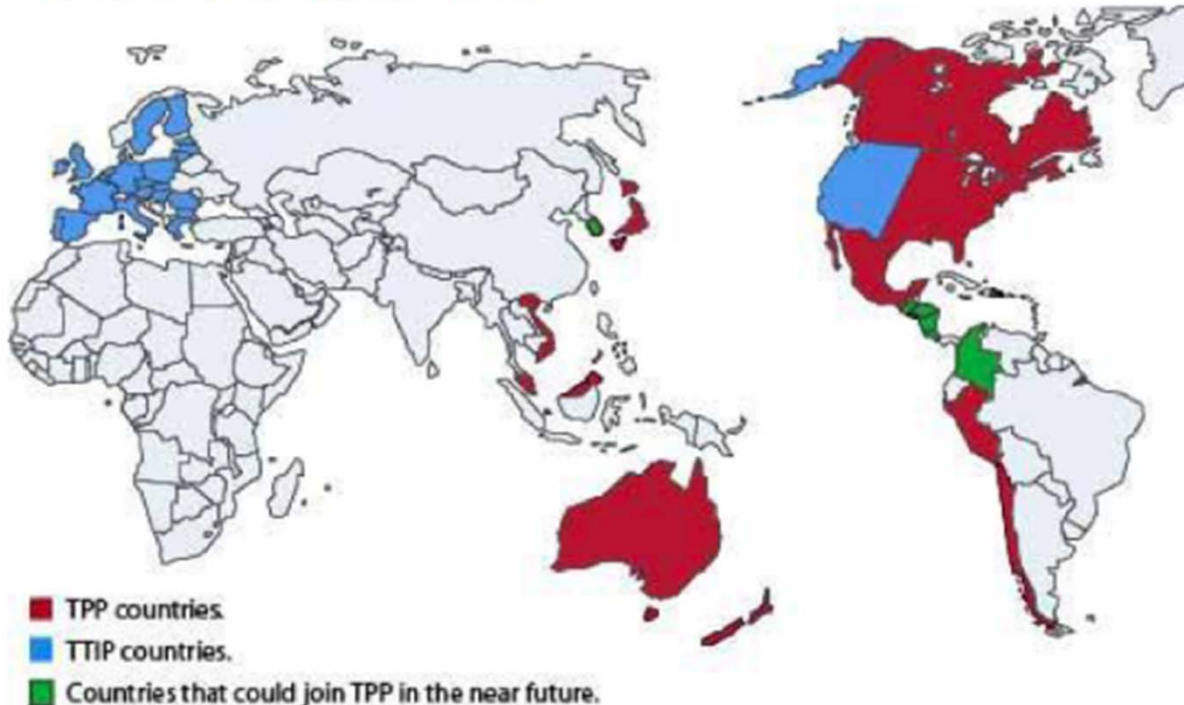 TPP countries.
TTIP countries.
Countries that could join TPP in the near future.